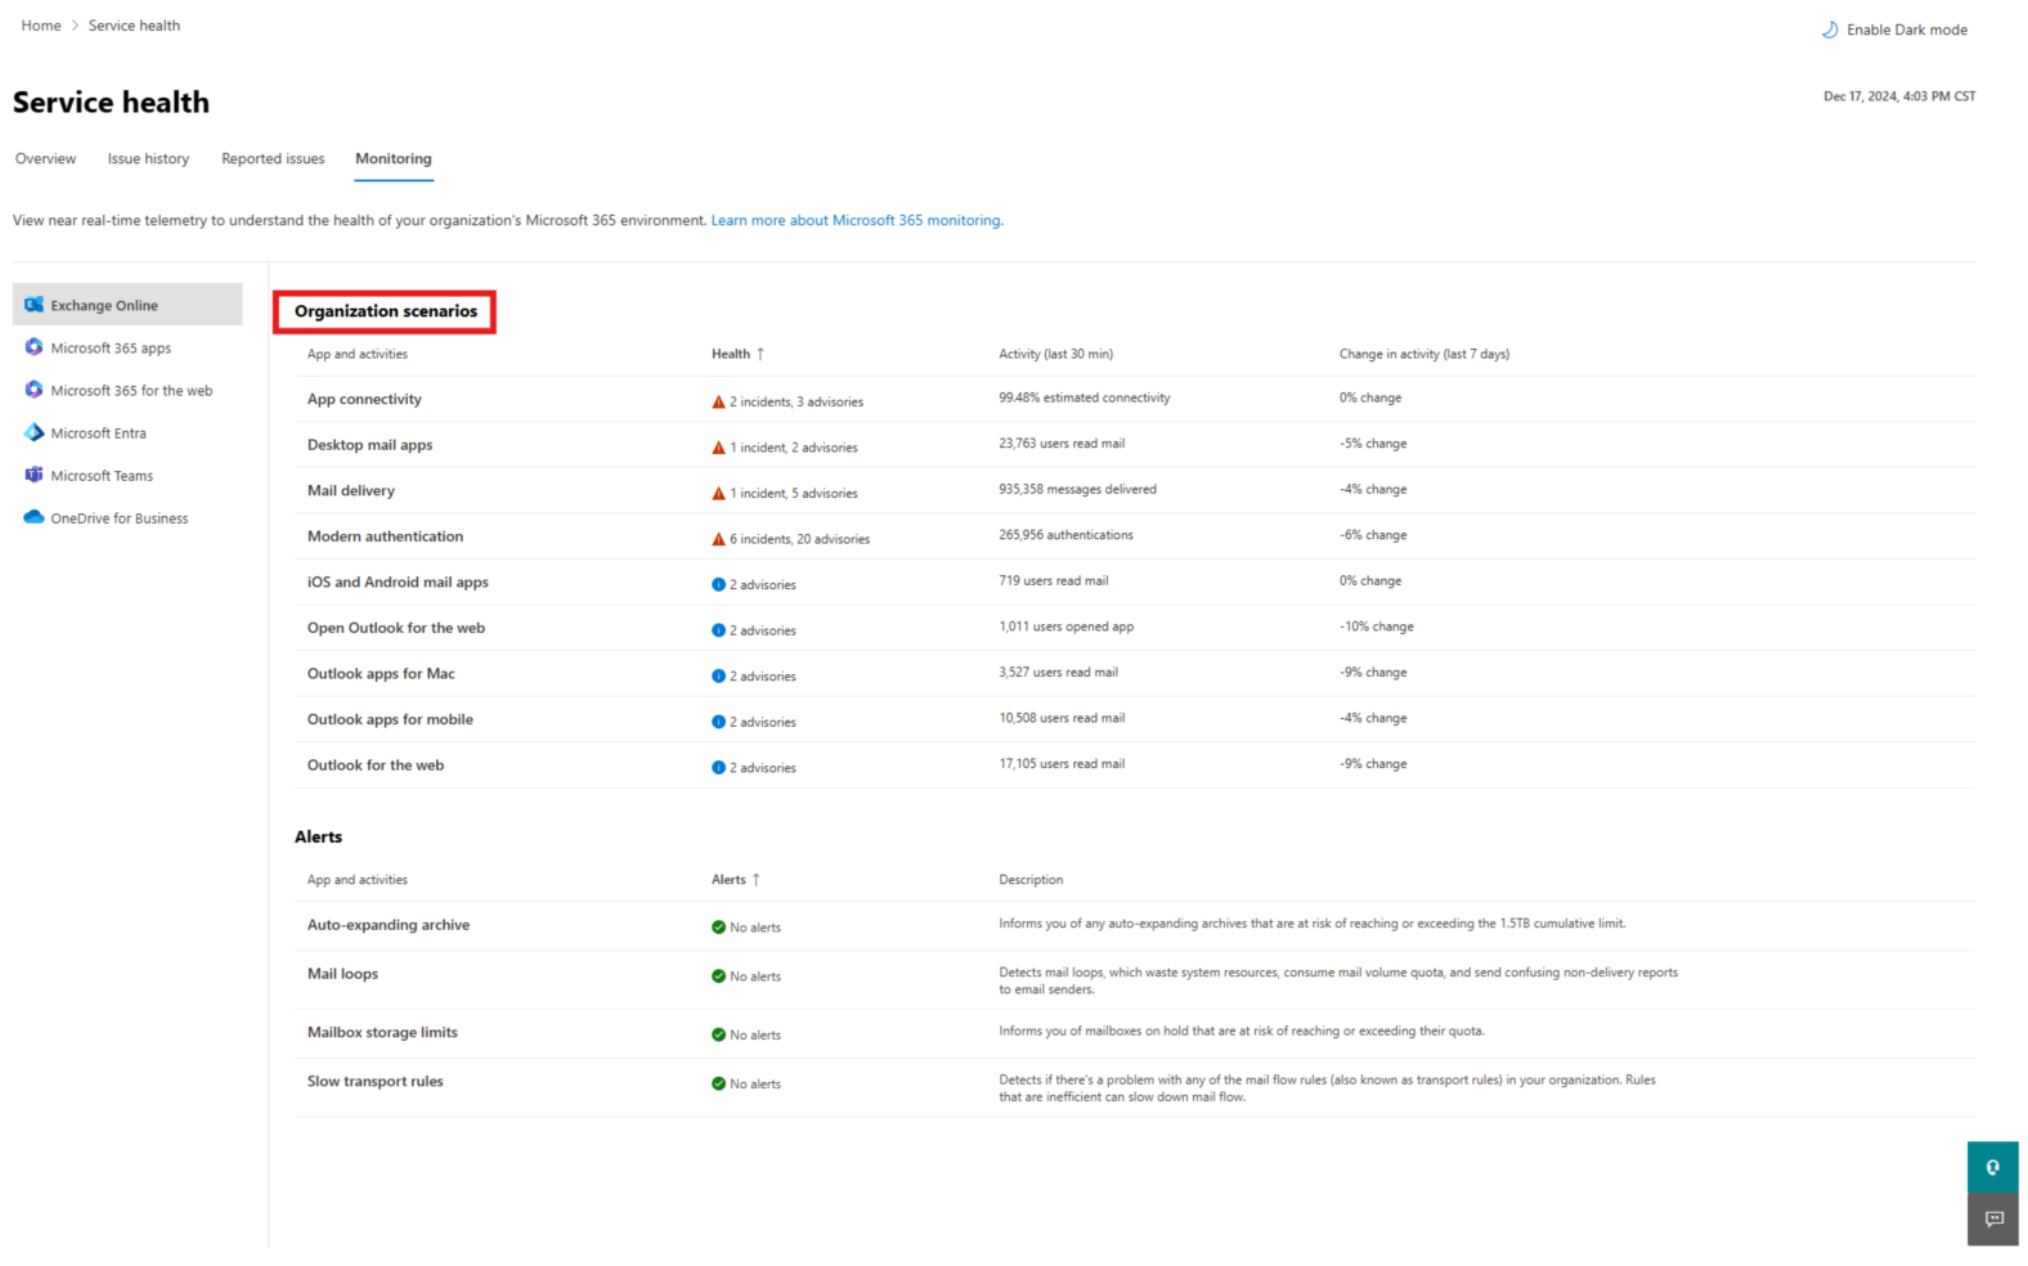 Home > Service health
Enable Dark mode
Service health
Dec 17, 2024, 4:03 PM CST
Overview Issue history Reported issues Monitoring
View near real-time telemetry to understand the health of your organization's Microsoft 365 environment. Learn more about Microsoft 365 monitoring.
Exchange Online
Microsoft 365 apps
Microsoft 365 for the web
Microsoft Entra
Microsoft Teams
OneDrive for Business
Organization scenarios
App and activities Health ↑ Activity (last 30 min) Change in activity (last 7 days)
App connectivity 2 incidents, 3 advisories 99.48% estimated connectivity 0% change
Desktop mail apps 1 incident, 2 advisories 23,763 users read mail -5% change
Mail delivery 1 incident, 5 advisories 935,358 messages delivered -4% change
Modern authentication 6 incidents, 20 advisories 265,956 authentications -6% change
iOS and Android mail apps 2 advisories 719 users read mail 0% change
Open Outlook for the web 2 advisories 1,011 users opened app -10% change
Outlook apps for Mac 2 advisories 3,527 users read mail -9% change
Outlook apps for mobile 2 advisories 10,508 users read mail -4% change
Outlook for the web 2 advisories 17,105 users read mail -9% change
Alerts
App and activities Alerts ↑ Description
Auto-expanding archive No alerts Informs you of any auto-expanding archives that are at risk of reaching or exceeding the 1.5TB cumulative limit.
Mail loops No alerts Detects mail loops, which waste system resources, consume mail volume quota, and send confusing non-delivery reports
to email senders.
Mailbox storage limits No alerts Informs you of mailboxes on hold that are at risk of reaching or exceeding their quota.
Slow transport rules No alerts Detects if there's a problem with any of the mail flow rules (also known as transport rules) in your organization. Rules
that are inefficient can slow down mail flow.